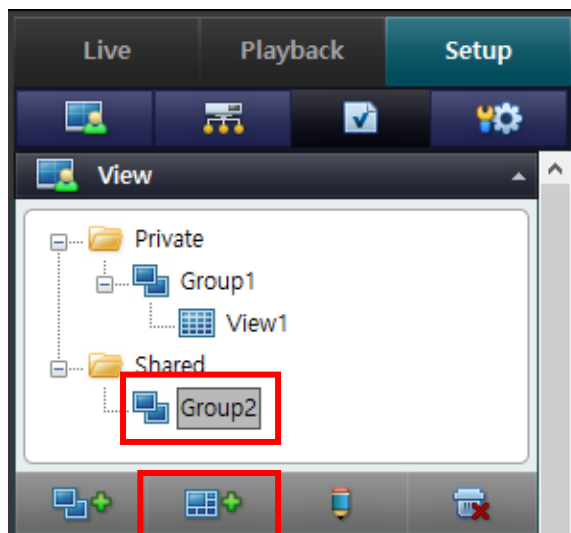 Live Playback Setup
View
Private
Group1
View1
Shared
Group2